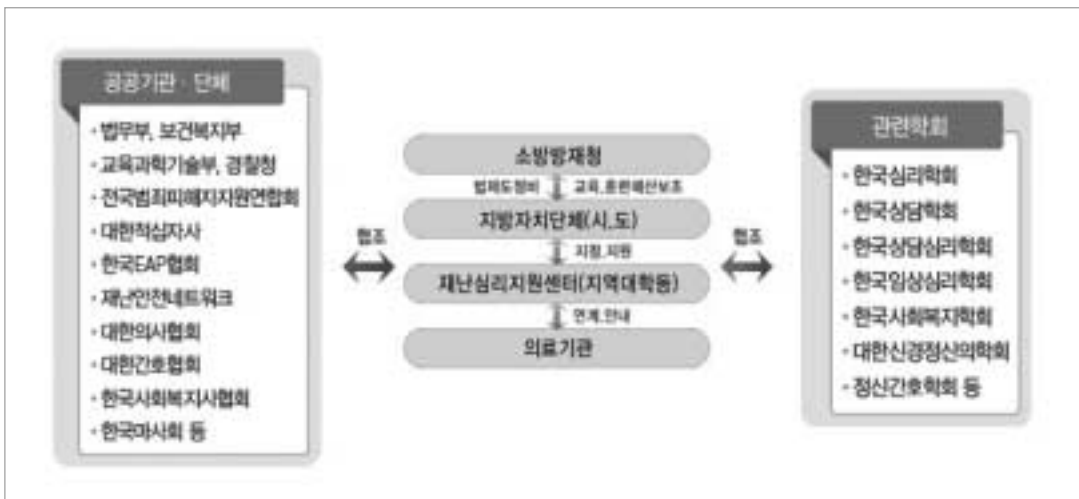 공공기관 · 단체
• 법무부, 보건복지부
• 교육과학기술부, 경찰청
• 전국범죄피해자지원연합회
• 대한적십자사
• 한국EAP협회
• 재난안전네트워크
• 대한의사협회
• 대한간호협회
• 한국사회복지사협회
• 한국마사회 등
협조
소방방재청
법제도정비 교육,훈련예산보조
지방자치단체(시,도)
지정,지원
재난심리지원센터(지역대학등)
연계,안내
의료기관
협조
관련학회
• 한국심리학회
• 한국상담학회
• 한국상담심리학회
• 한국임상심리학회
• 한국사회복지학회
• 대한신경정신의학회
• 정신간호학회 등